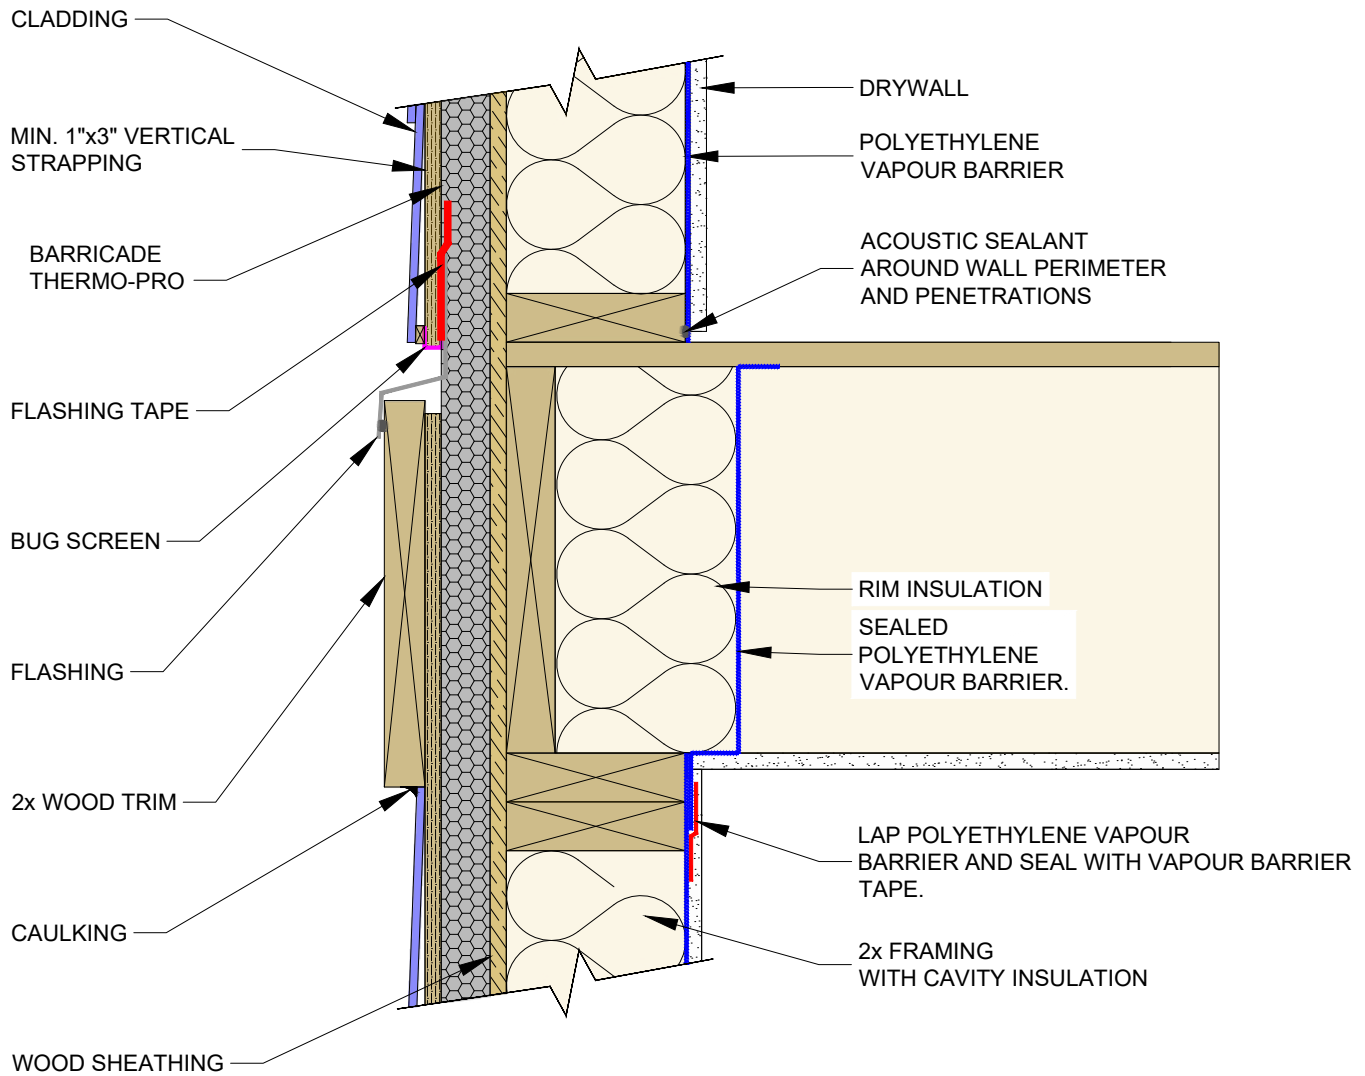 CLADDING
MIN. 1"x3" VERTICAL
STRAPPING
BARRICADE
THERMO-PRO
FLASHING TAPE
BUG SCREEN
FLASHING
2x WOOD TRIM
CAULKING
WOOD SHEATHING
DRYWALL
POLYETHYLENE
VAPOUR BARRIER
ACOUSTIC SEALANT
AROUND WALL PERIMETER
AND PENETRATIONS
RIM INSULATION
SEALED
POLYETHYLENE
VAPOUR BARRIER.
LAP POLYETHYLENE VAPOUR
BARRIER AND SEAL WITH VAPOUR BARRIER
TAPE.
2x FRAMING
WITH CAVITY INSULATION